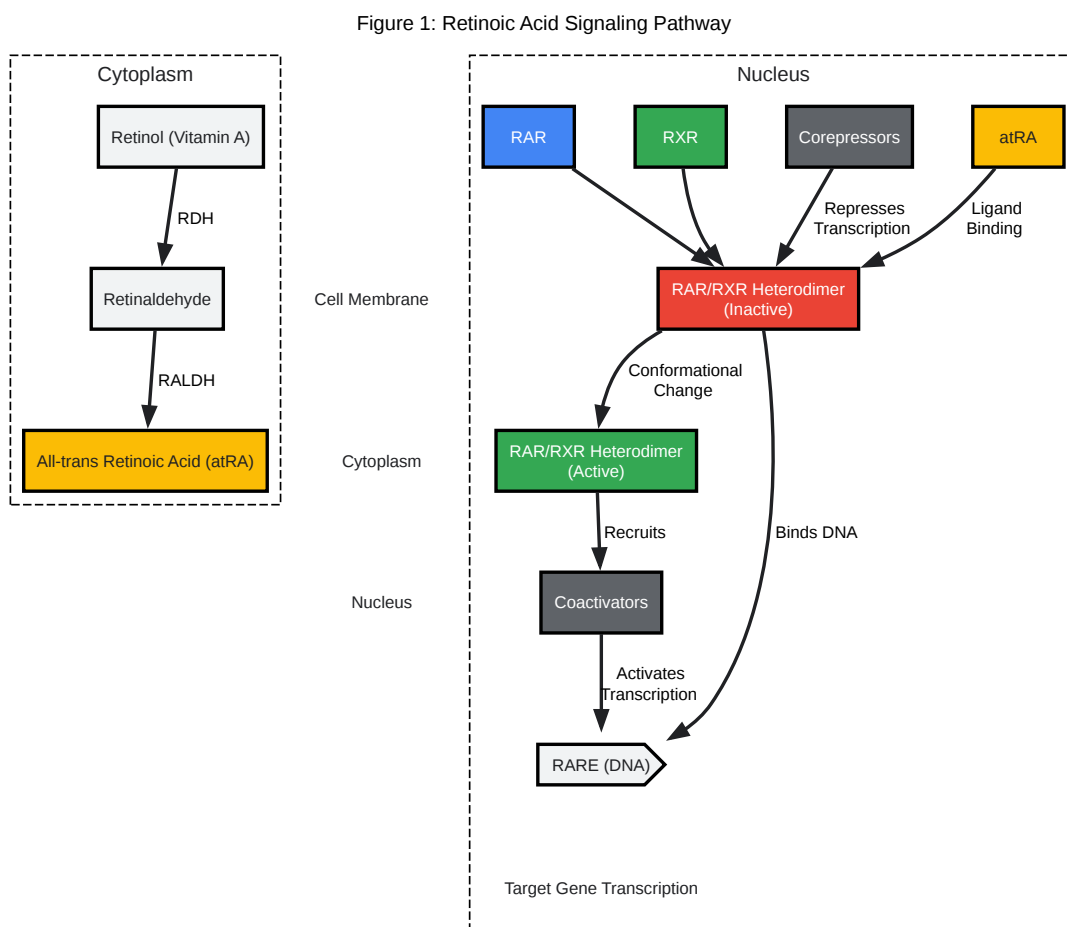 Figure 1: Retinoic Acid Signaling Pathway
Cytoplasm
Retinol (Vitamin A)
RDH
Retinaldehyde
RALDH
All-trans Retinoic Acid (atRA)
Cell Membrane
Cytoplasm
Nucleus
Nucleus
RAR
RXR
Corepressors
atRA
Represses
Transcription
Ligand
Binding
RAR/RXR Heterodimer
(Inactive)
Conformational
Change
RAR/RXR Heterodimer
(Active)
Recruits
Binds DNA
Coactivators
Activates
Transcription
RARE (DNA)
Target Gene Transcription